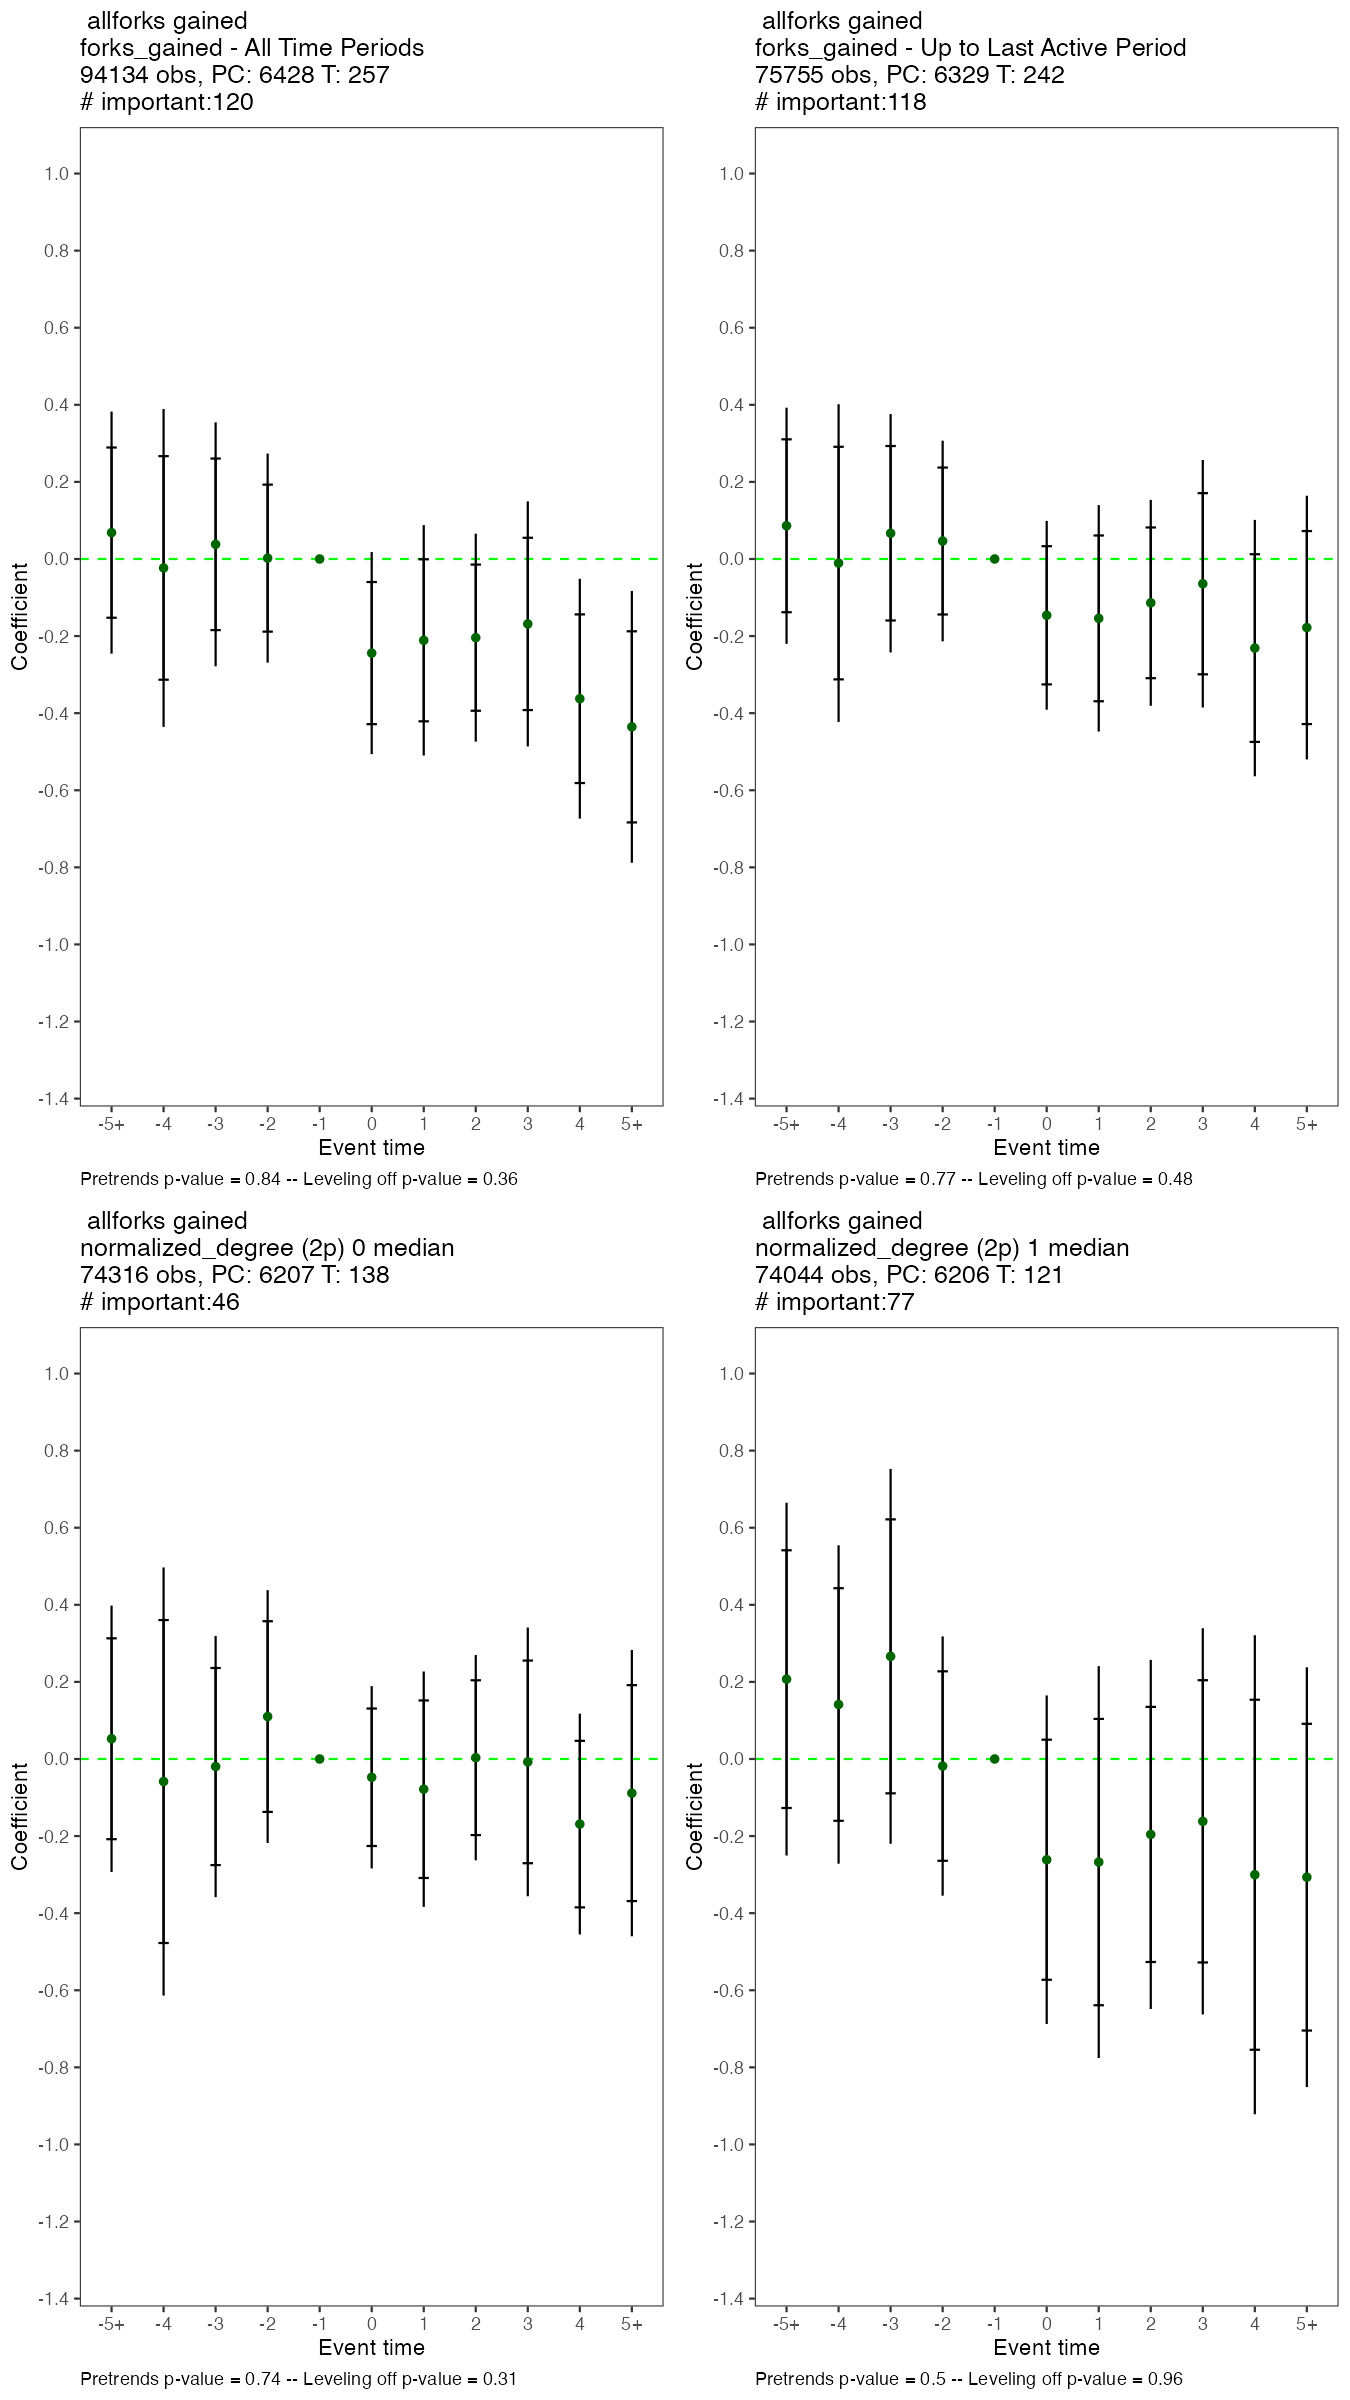 allforks gained
forks_gained - All Time Periods
94134 obs, PC: 6428 T: 257
# important:120
1.0
0.8
0.6
0.4
0.2
0.0
-0.2
-0.4
-0.6
-0.8
-1.0
-1.2
-1.4
Coefficient
-5+ -4 -3 -2 -1 0 1 2 3 4 5+
Event time
Pretrends p-value = 0.84 -- Leveling off p-value = 0.36
allforks gained
forks_gained - Up to Last Active Period
75755 obs, PC: 6329 T: 242
# important:118
1.0
0.8
0.6
0.4
0.2
0.0
-0.2
-0.4
-0.6
-0.8
-1.0
-1.2
-1.4
Coefficient
-5+ -4 -3 -2 -1 0 1 2 3 4 5+
Event time
Pretrends p-value = 0.77 -- Leveling off p-value = 0.48
allforks gained
normalized_degree (2p) 0 median
74316 obs, PC: 6207 T: 138
# important:46
1.0
0.8
0.6
0.4
0.2
0.0
-0.2
-0.4
-0.6
-0.8
-1.0
-1.2
-1.4
Coefficient
-5+ -4 -3 -2 -1 0 1 2 3 4 5+
Event time
Pretrends p-value = 0.74 -- Leveling off p-value = 0.31
allforks gained
normalized_degree (2p) 1 median
74044 obs, PC: 6206 T: 121
# important:77
1.0
0.8
0.6
0.4
0.2
0.0
-0.2
-0.4
-0.6
-0.8
-1.0
-1.2
-1.4
Coefficient
-5+ -4 -3 -2 -1 0 1 2 3 4 5+
Event time
Pretrends p-value = 0.5 -- Leveling off p-value = 0.96